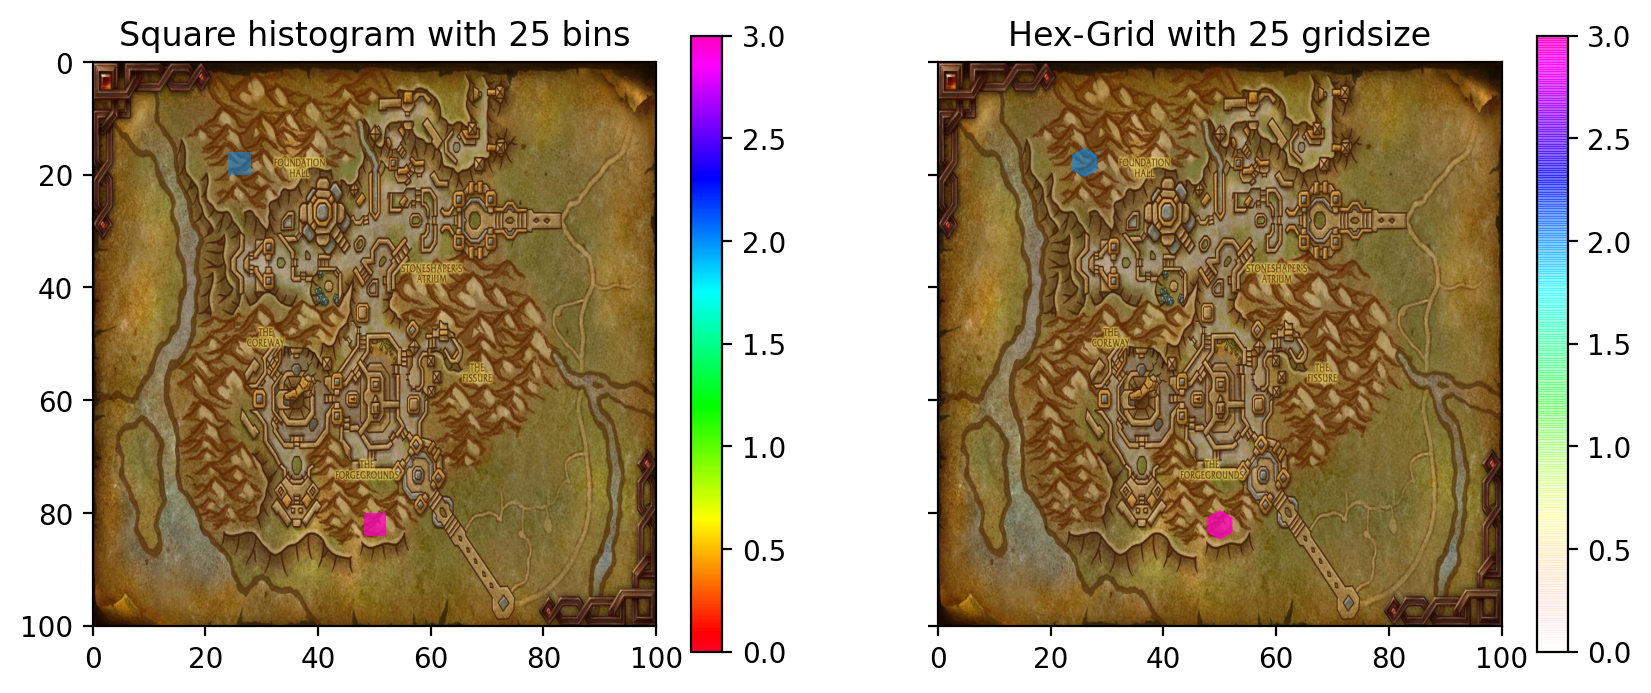 Square histogram with 25 bins
0
20
40
60
80
100
0 20 40 60 80 100
FOUNDATION
HALL
STONESHAPER'S
ATRIUM
THE
COREWAY
THE
FISSURE
THE
FORGEGROUNDS
3.0
2.5
2.0
1.5
1.0
0.5
0.0
Hex-Grid with 25 gridsize
0 20 40 60 80 100
FOUNDATION
HALL
STONESHAPER'S
ATRIUM
THE
COREWAY
THE
FISSURE
THE
FORGEGROUNDS
3.0
2.5
2.0
1.5
1.0
0.5
0.0